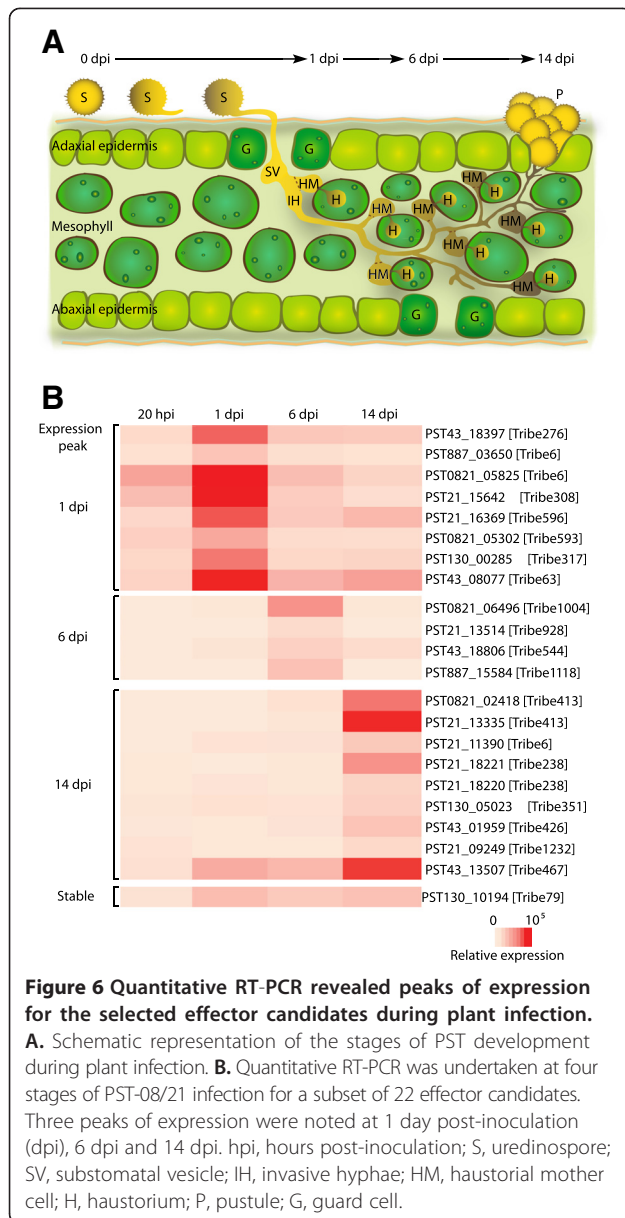 A
0 dpi 1 dpi 6 dpi 14 dpi
S S S P
Adaxial epidermis G G
SV HM H HM H
IH HM HM
Mesophyll H HM H
HM
HM H HM H
Abaxial epidermis G G
B
20 hpi 1 dpi 6 dpi 14 dpi
Expression peak
1 dpi
PST43_18397 [Tribe276]
PST887_03650 [Tribe6]
PST0821_05825 [Tribe6]
PST21_15642 [Tribe308]
PST21_16369 [Tribe596]
PST0821_05302 [Tribe593]
PST130_00285 [Tribe317]
PST43_08077 [Tribe63]
6 dpi
PST0821_06496 [Tribe1004]
PST21_13514 [Tribe928]
PST43_18806 [Tribe544]
PST887_15584 [Tribe1118]
14 dpi
PST0821_02418 [Tribe413]
PST21_13335 [Tribe413]
PST21_11390 [Tribe6]
PST21_18221 [Tribe238]
PST21_18220 [Tribe238]
PST130_05023 [Tribe351]
PST43_01959 [Tribe426]
PST21_09249 [Tribe1232]
PST43_13507 [Tribe467]
Stable
PST130_10194 [Tribe79]
0 10⁵
Relative expression
Figure 6 Quantitative RT-PCR revealed peaks of expression
for the selected effector candidates during plant infection.
A. Schematic representation of the stages of PST development
during plant infection. B. Quantitative RT-PCR was undertaken at four
stages of PST-08/21 infection for a subset of 22 effector candidates.
Three peaks of expression were noted at 1 day post-inoculation
(dpi), 6 dpi and 14 dpi. hpi, hours post-inoculation; S, uredinospore;
SV, substomatal vesicle; IH, invasive hyphae; HM, haustorial mother
cell; H, haustorium; P, pustule; G, guard cell.